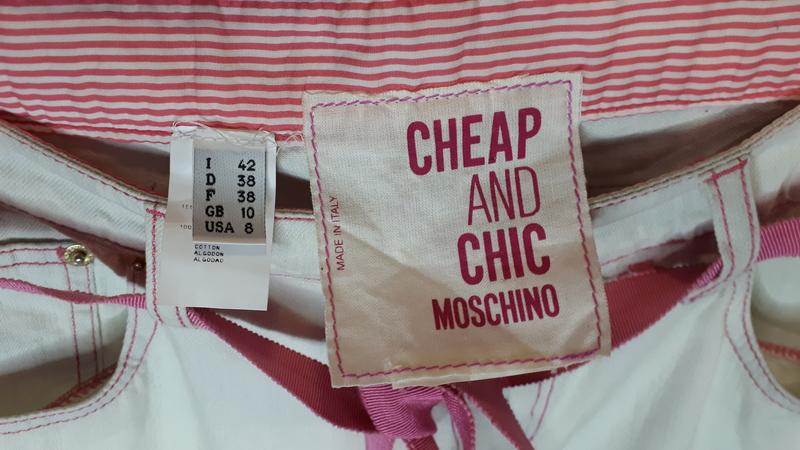 I 42
D 38
F 38
GB 10
USA 8
COTTON
ALGODON
ALGODAO
MADE IN ITALY
CHEAP
AND
CHIC
MOSCHINO